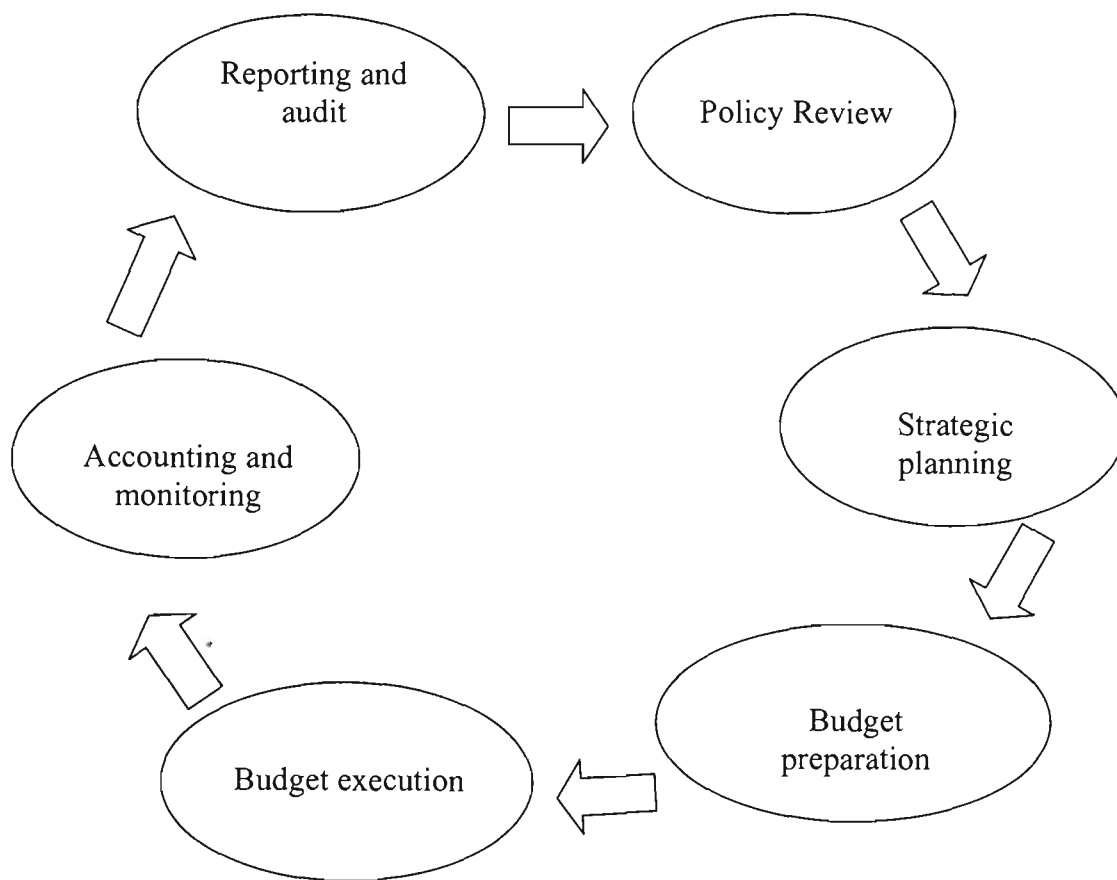 Reporting and
audit
Policy Review
Strategic
planning
Budget
preparation
Budget execution
Accounting and
monitoring